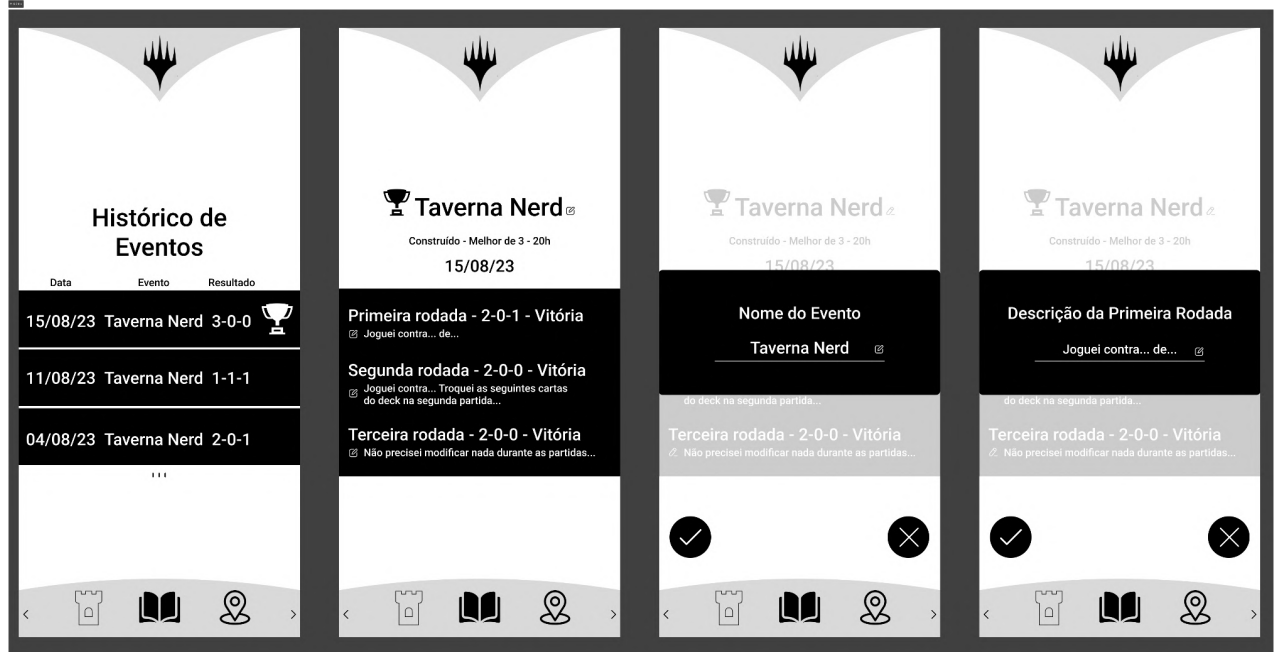 Histórico de
Eventos
Data Evento Resultado
15/08/23 Taverna Nerd 3-0-0
11/08/23 Taverna Nerd 1-1-1
04/08/23 Taverna Nerd 2-0-1
Taverna Nerd
Construído - Melhor de 3 - 20h
15/08/23
Primeira rodada - 2-0-1 - Vitória
Joguei contra... de...
Segunda rodada - 2-0-0 - Vitória
Joguei contra... Troquei as seguintes cartas
do deck na segunda partida...
Terceira rodada - 2-0-0 - Vitória
Não precisei modificar nada durante as partidas...
Taverna Nerd
Construído - Melhor de 3 - 20h
15/08/23
Nome do Evento
Taverna Nerd
do deck na segunda partida...
Terceira rodada - 2-0-0 - Vitória
Não precisei modificar nada durante as partidas...
Taverna Nerd
Construído - Melhor de 3 - 20h
15/08/23
Descrição da Primeira Rodada
Joguei contra... de...
do deck na segunda partida...
Terceira rodada - 2-0-0 - Vitória
Não precisei modificar nada durante as partidas...